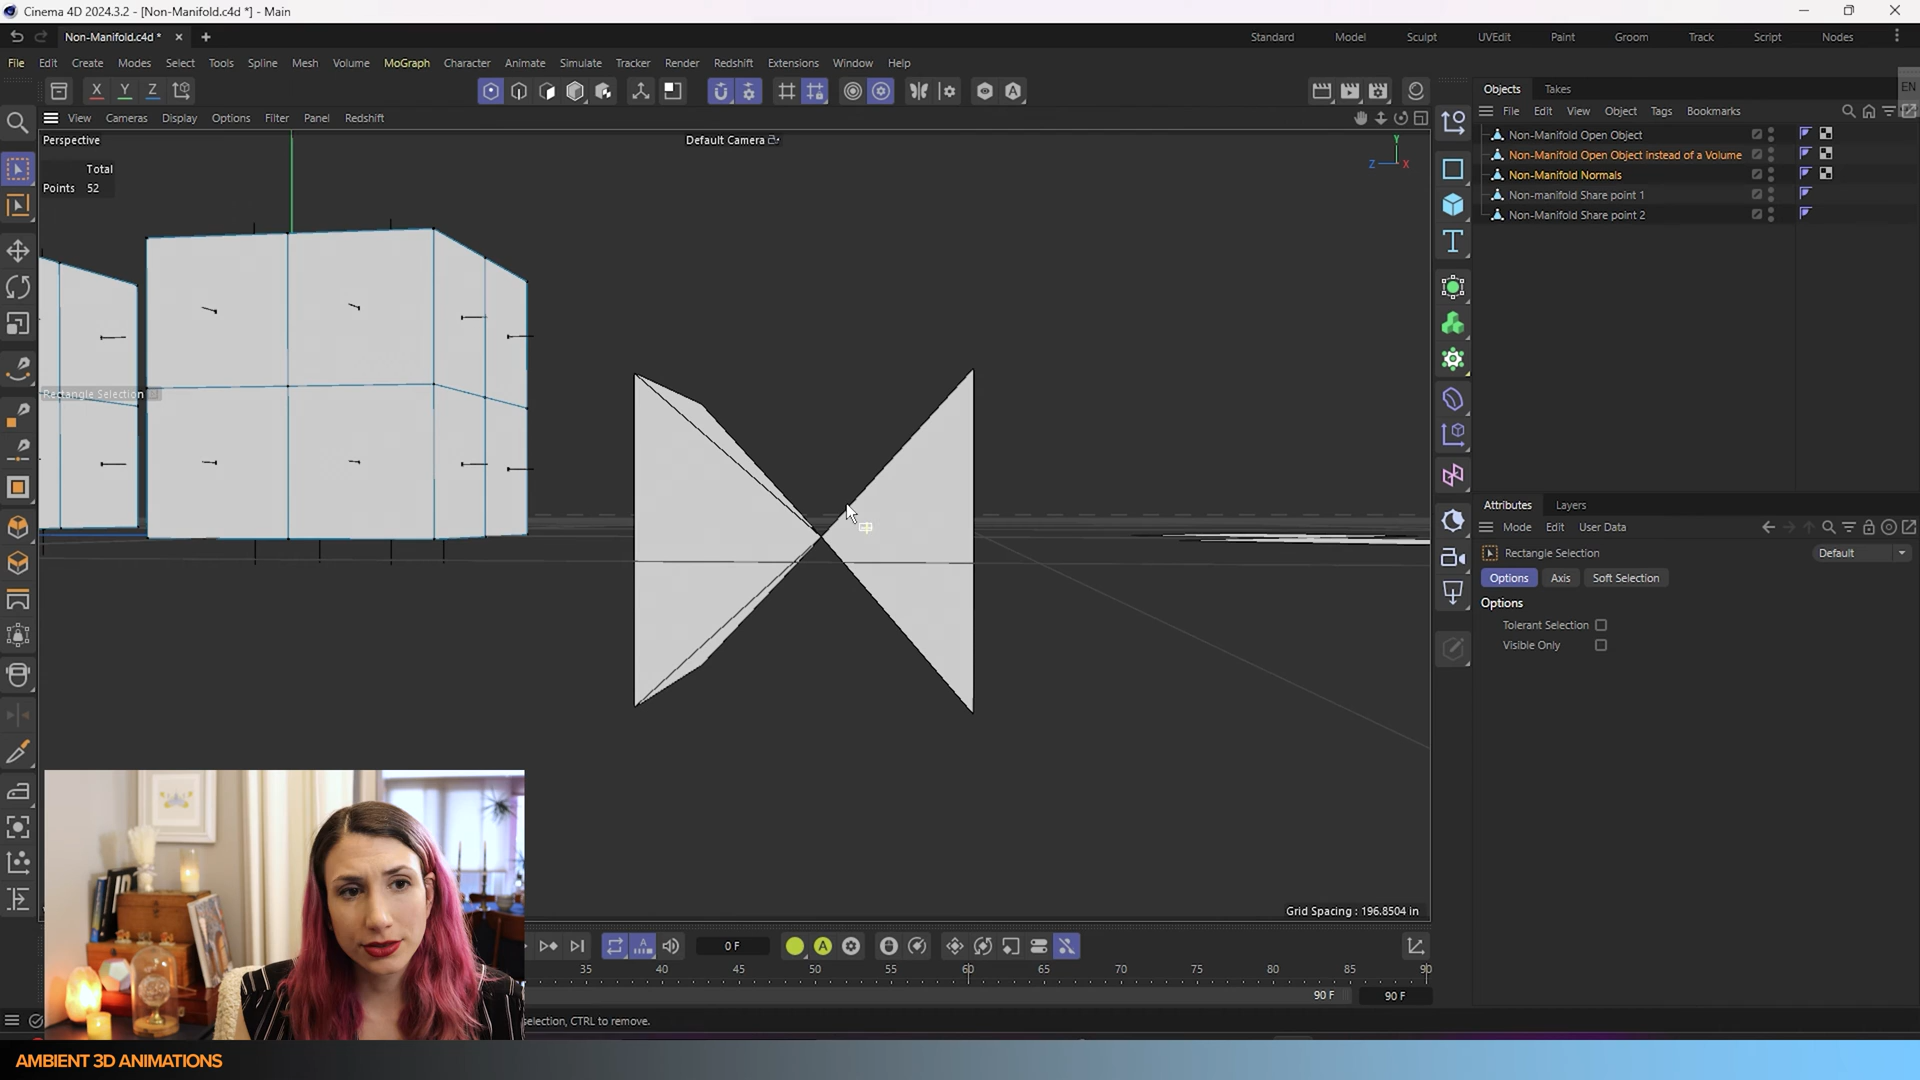 Cinema 4D 2024.3.2 - [Non-Manifold.c4d *] - Main
Non-Manifold.c4d *
Standard
Model
Sculpt
UVEdit
Paint
Groom
Track
Script
Nodes
File Edit Create Modes Select Tools Spline Mesh Volume MoGraph Character Animate Simulate Tracker Render Redshift Extensions Window Help
X Y Z
Objects Takes
EN
View Cameras Display Options Filter Panel Redshift
File Edit View Object Tags Bookmarks
Perspective
Default Camera
Y
Z X
Total
Points 52
Non-Manifold Open Object
Non-Manifold Open Object instead of a Volume
Non-Manifold Normals
Non-manifold Share point 1
Non-Manifold Share point 2
Rectangle Selection
Attributes Layers
Mode Edit User Data
Rectangle Selection
Default
Options Axis Soft Selection
Options
Tolerant Selection
Visible Only
Grid Spacing : 196.8504 in
0 F
35 40 45 50 55 60 65 70 75 80 85 90
90 F
90 F
selection, CTRL to remove.
AMBIENT 3D ANIMATIONS